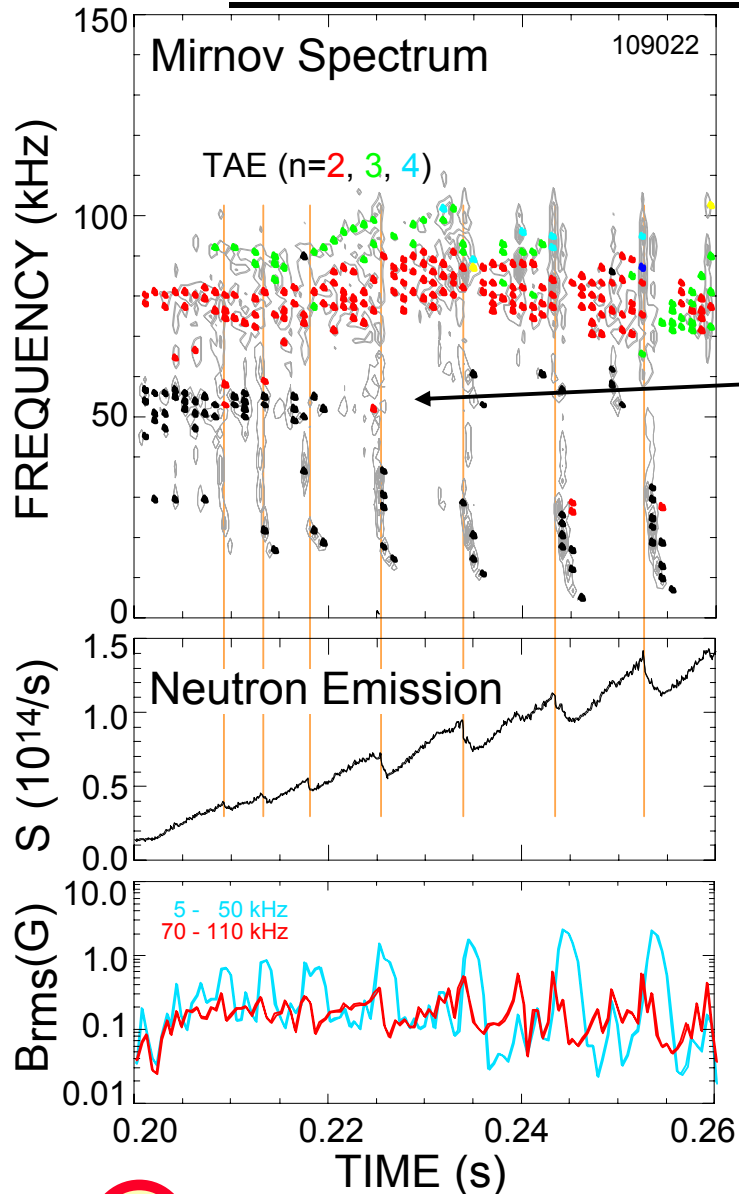 150
Mirnov Spectrum
109022
TAE (n=2, 3, 4)
100
50
0
FREQUENCY (kHz)
1.5
Neutron Emission
1.0
0.5
0.0
S (10¹⁴/s)
10.0
5 - 50 kHz
70 - 110 kHz
1.0
0.1
0.01
Brms(G)
0.20 0.22 0.24 0.26
TIME (s)